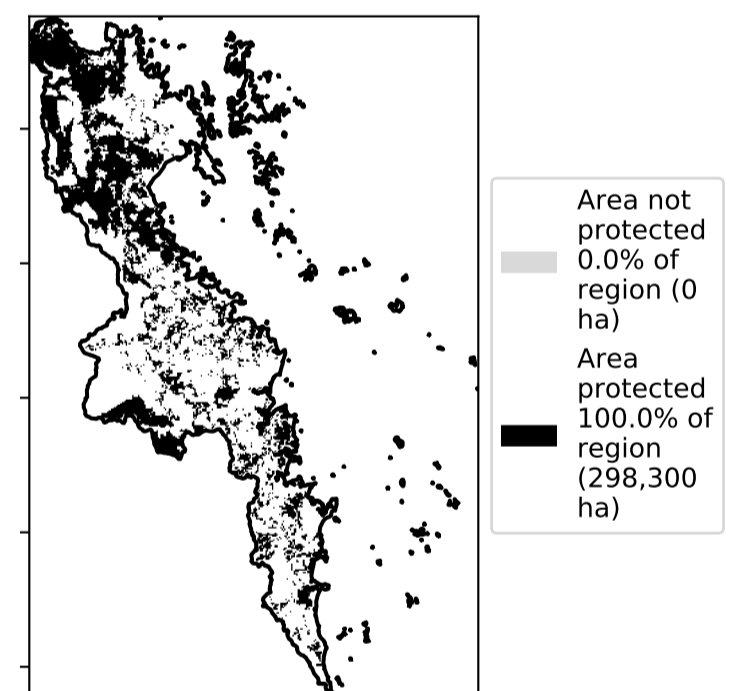 Area not
protected
0.0% of
region (0
ha)
Area
protected
100.0% of
region
(298,300
ha)